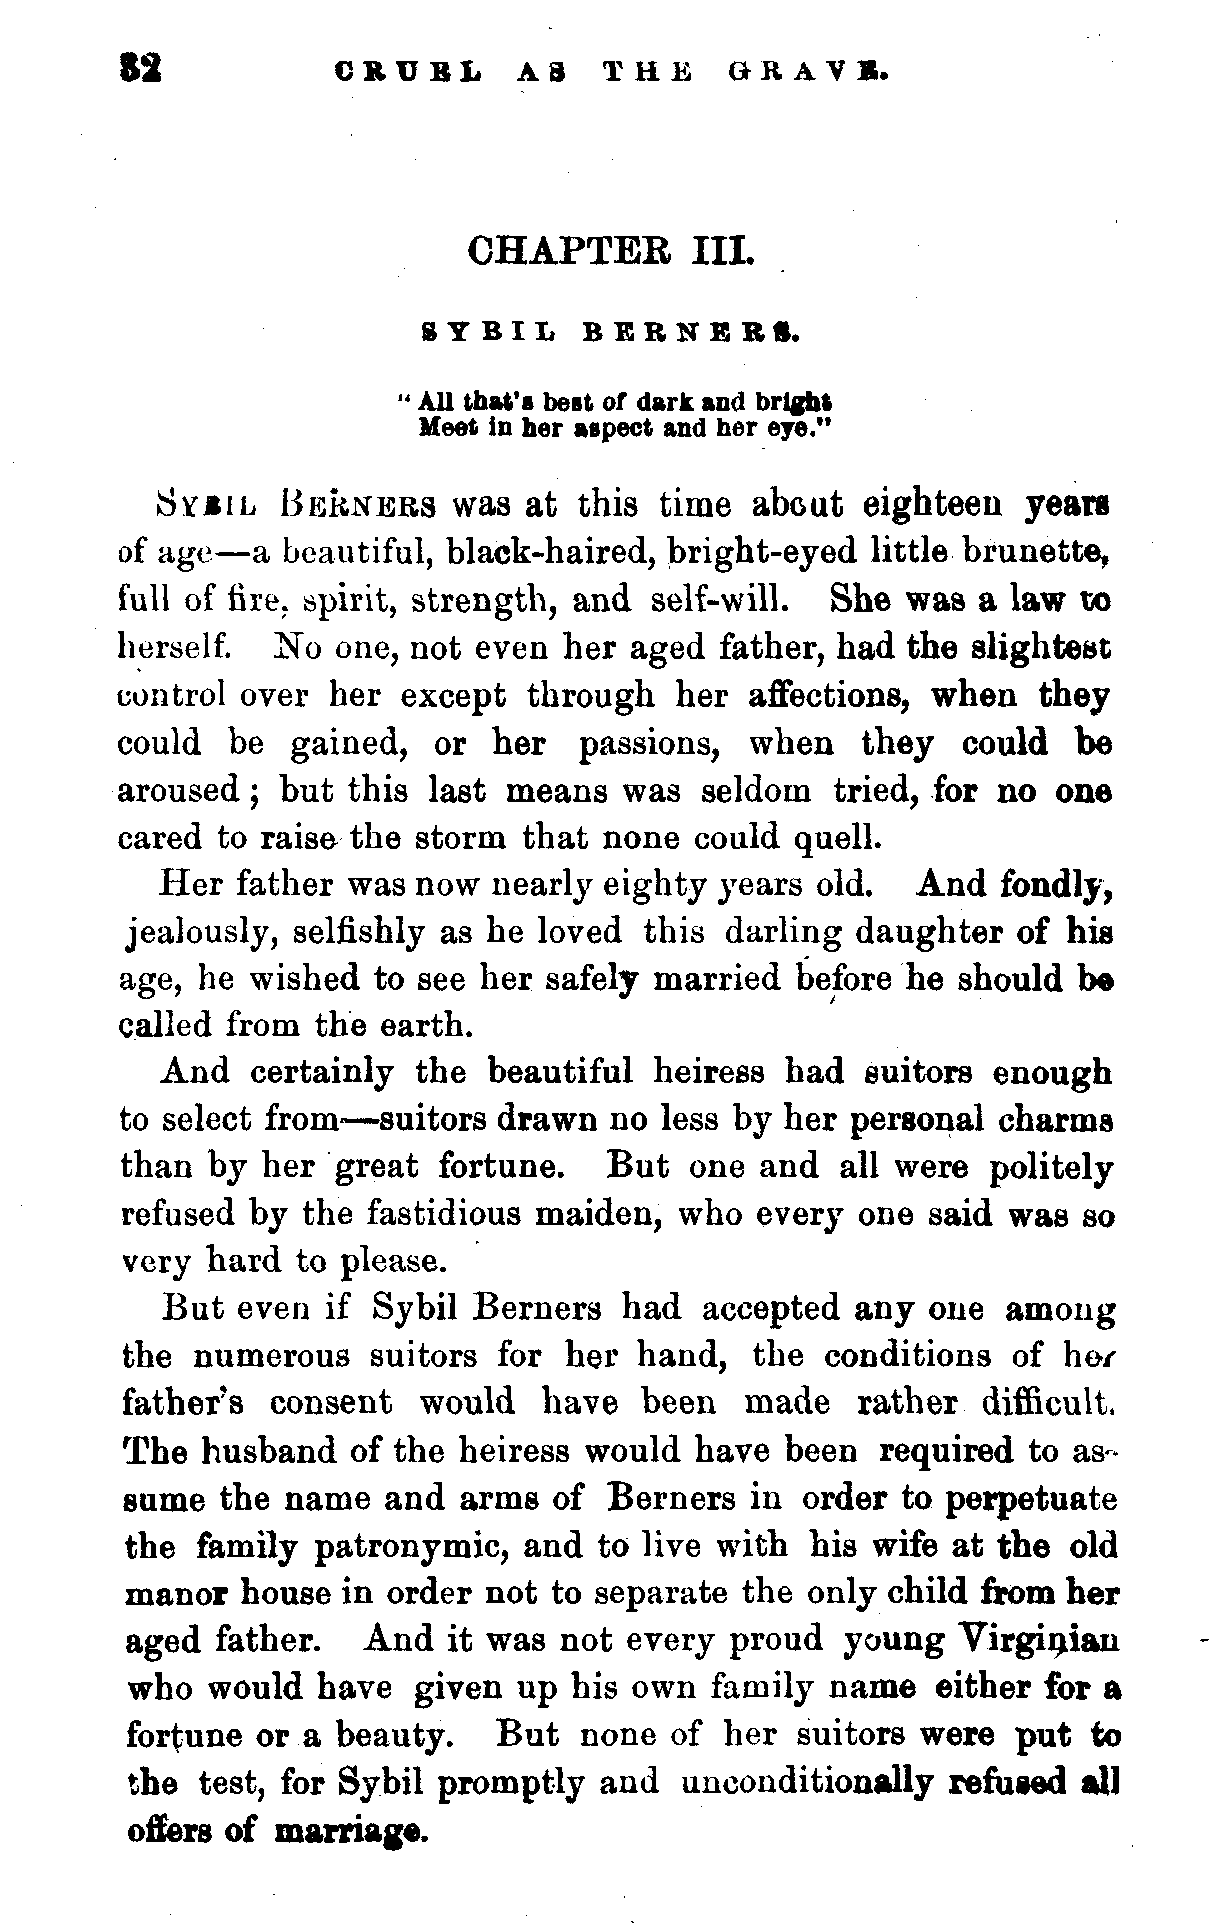 32 CRUEL AS THE GRAVE.
CHAPTER III.
SYBIL BERNERS.
"All that's best of dark and bright
Meet in her aspect and her eye."
SYBIL BERNERS was at this time about eighteen years
of age—a beautiful, black-haired, bright-eyed little brunette,
full of fire, spirit, strength, and self-will. She was a law to
herself. No one, not even her aged father, had the slightest
control over her except through her affections, when they
could be gained, or her passions, when they could be
aroused; but this last means was seldom tried, for no one
cared to raise the storm that none could quell.
Her father was now nearly eighty years old. And fondly,
jealously, selfishly as he loved this darling daughter of his
age, he wished to see her safely married before he should be
called from the earth.
And certainly the beautiful heiress had suitors enough
to select from—suitors drawn no less by her personal charms
than by her great fortune. But one and all were politely
refused by the fastidious maiden, who every one said was so
very hard to please.
But even if Sybil Berners had accepted any one among
the numerous suitors for her hand, the conditions of her
father's consent would have been made rather difficult.
The husband of the heiress would have been required to as-
sume the name and arms of Berners in order to perpetuate
the family patronymic, and to live with his wife at the old
manor house in order not to separate the only child from her
aged father. And it was not every proud young Virginian
who would have given up his own family name either for a
fortune or a beauty. But none of her suitors were put to
the test, for Sybil promptly and unconditionally refused all
offers of marriage.